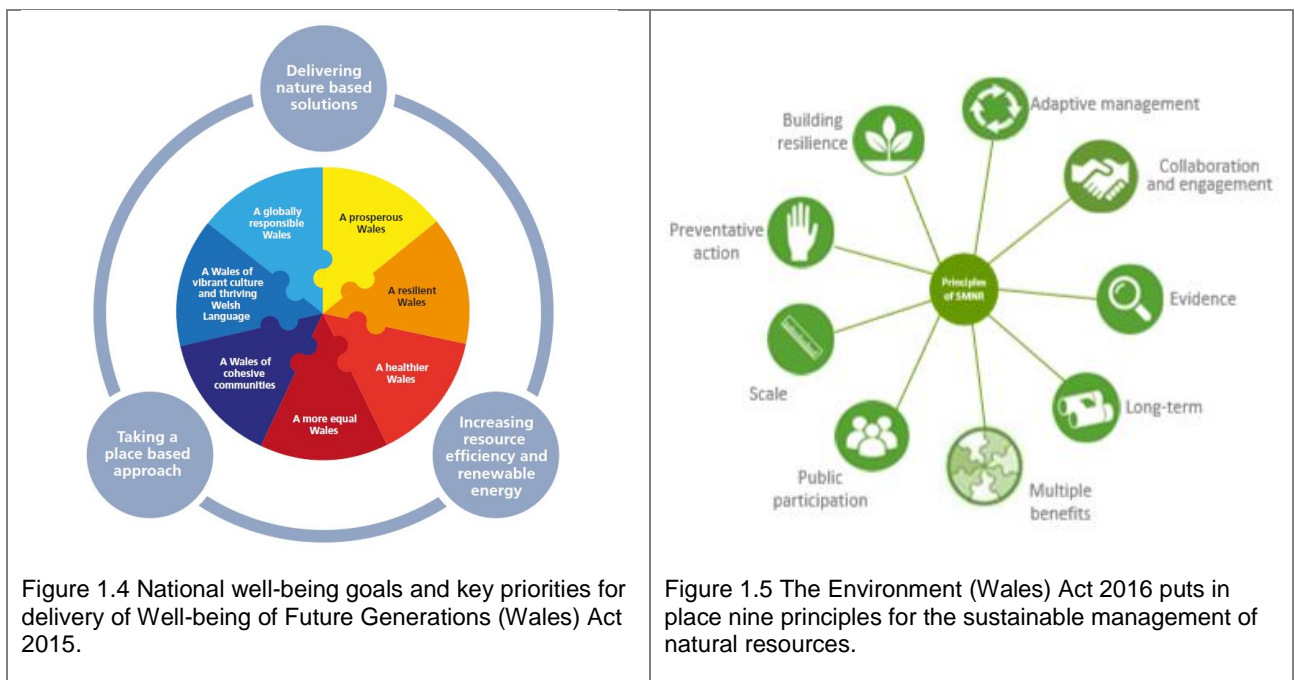 Delivering
nature based
solutions
A globally
responsible
Wales
A prosperous
Wales
A Wales of
vibrant culture
and thriving
Welsh
Language
A resilient
Wales
A Wales of
cohesive
communities
A healthier
Wales
A more equal
Wales
Taking a
place based
approach
Increasing
resource
efficiency and
renewable
energy
Figure 1.4 National well-being goals and key priorities for
delivery of Well-being of Future Generations (Wales) Act
2015.
Adaptive management
Building
resilience
Collaboration
and engagement
Preventative
action
Principles
of SMNR
Evidence
Scale
Long-term
Public
participation
Multiple
benefits
Figure 1.5 The Environment (Wales) Act 2016 puts in
place nine principles for the sustainable management of
natural resources.